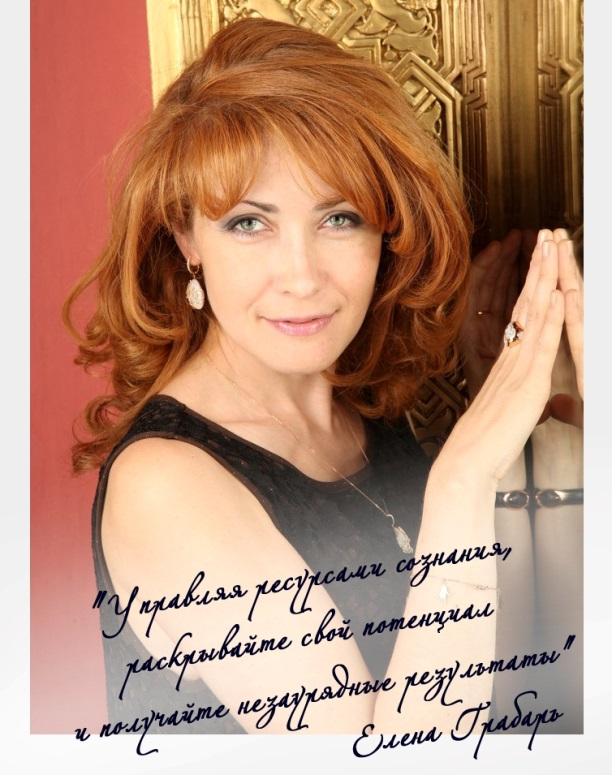 "Управляя ресурсами сознания,
раскрывайте свой потенциал
и получайте незаурядные результаты"
Елена Грабарь